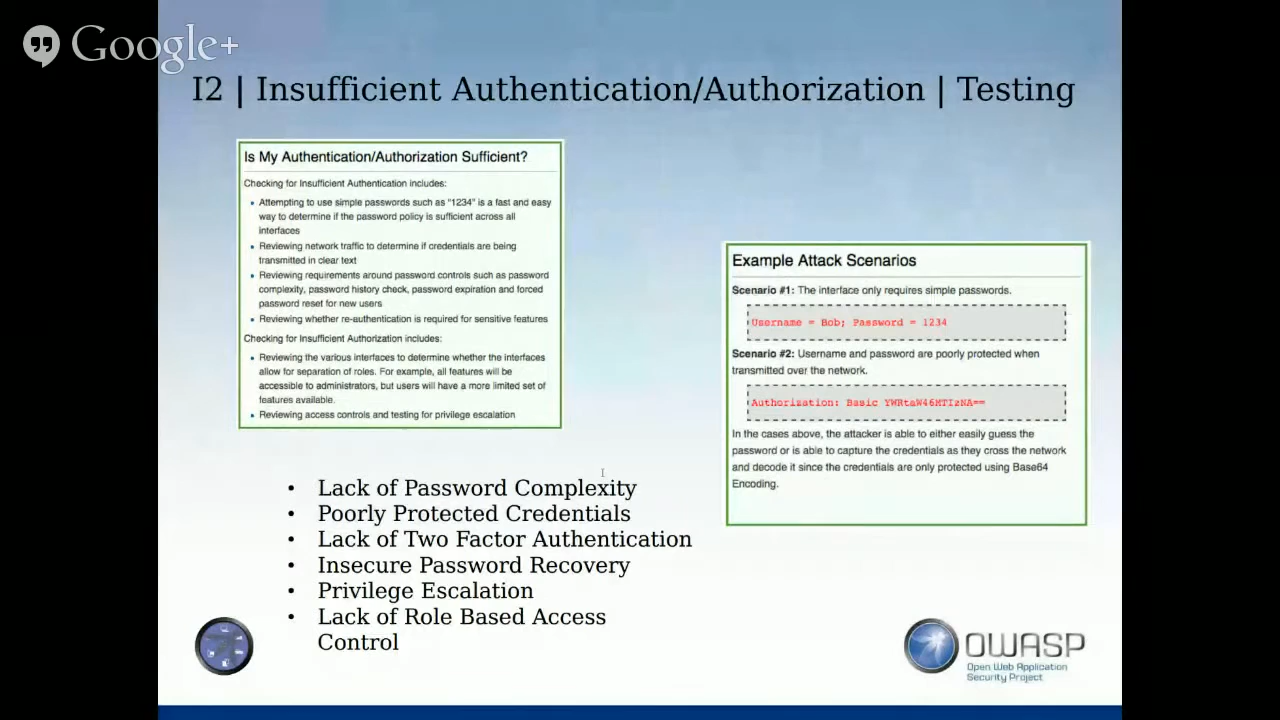 Google+
I2 | Insufficient Authentication/Authorization | Testing
Is My Authentication/Authorization Sufficient?
Checking for Insufficient Authentication includes:
• Attempting to use simple passwords such as "1234" is a fast and easy
way to determine if the password policy is sufficient across all
interfaces
• Reviewing network traffic to determine if credentials are being
transmitted in clear text
• Reviewing requirements around password controls such as password
complexity, password history check, password expiration and forced
password reset for new users
• Reviewing whether re-authentication is required for sensitive features
Checking for Insufficient Authorization includes:
• Reviewing the various interfaces to determine whether the interfaces
allow for separation of roles. For example, all features will be
accessible to administrators, but users will have a more limited set of
features available.
• Reviewing access controls and testing for privilege escalation
Example Attack Scenarios
Scenario #1: The interface only requires simple passwords.
Username = Bob; Password = 1234
Scenario #2: Username and password are poorly protected when
transmitted over the network.
Authorization: Basic YWRtaW46MTIzNA==
In the cases above, the attacker is able to either easily guess the
password or is able to capture the credentials as they cross the network
and decode it since the credentials are only protected using Base64
Encoding.
• Lack of Password Complexity
• Poorly Protected Credentials
• Lack of Two Factor Authentication
• Insecure Password Recovery
• Privilege Escalation
• Lack of Role Based Access
Control
OWASP
Open Web Application
Security Project